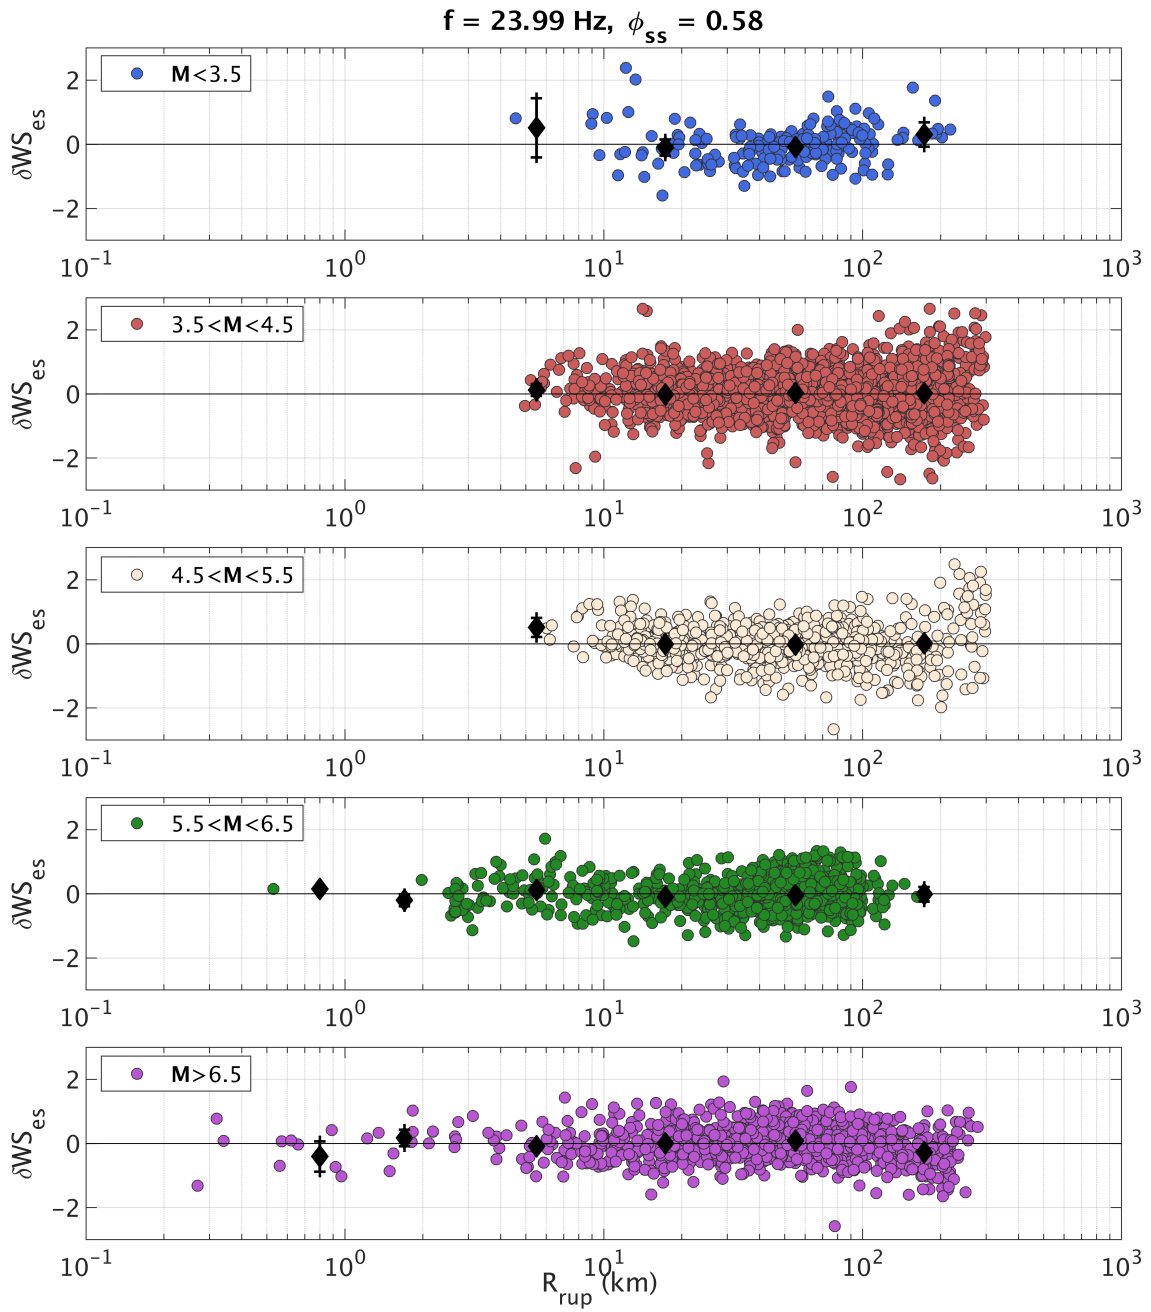 f = 23.99 Hz, ϕss = 0.58
M<3.5
2
0
−2
δWSes
10⁻¹ 10⁰ 10¹ 10² 10³
3.5<M<4.5
2
0
−2
δWSes
10⁻¹ 10⁰ 10¹ 10² 10³
4.5<M<5.5
2
0
−2
δWSes
10⁻¹ 10⁰ 10¹ 10² 10³
5.5<M<6.5
2
0
−2
δWSes
10⁻¹ 10⁰ 10¹ 10² 10³
M>6.5
2
0
−2
δWSes
10⁻¹ 10⁰ 10¹ 10² 10³
Rrup (km)